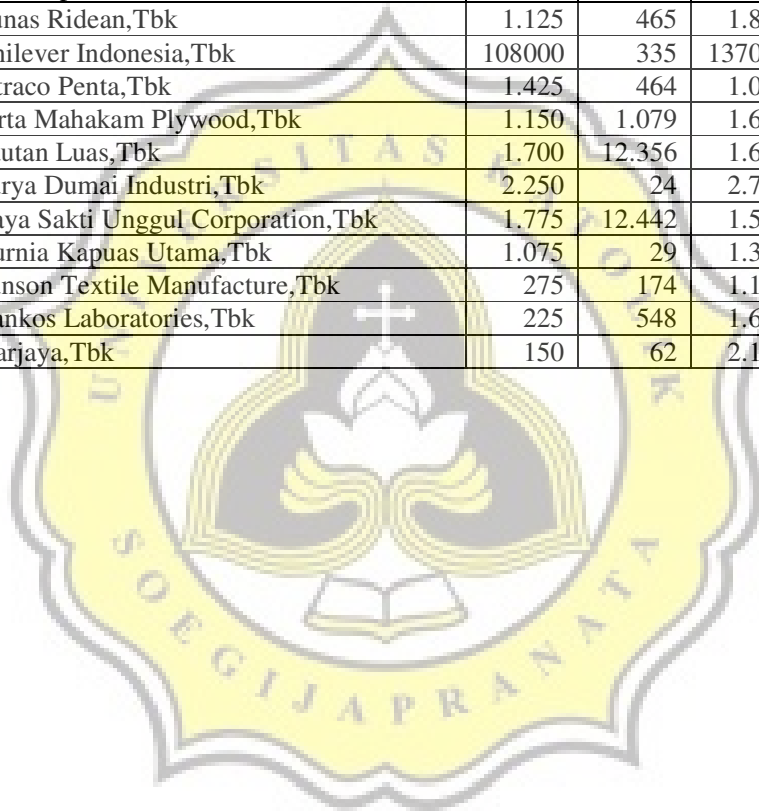 unas Ridean,Tbk 1.125 465 1.8
nilever Indonesia,Tbk 108000 335 1370
traco Penta,Tbk 1.425 464 1.0
rta Mahakam Plywood,Tbk 1.150 1.079 1.6
utan Luas,Tbk 1.700 12.356 1.6
rya Dumai Industri,Tbk 2.250 24 2.7
aya Sakti Unggul Corporation,Tbk 1.775 12.442 1.5
urnia Kapuas Utama,Tbk 1.075 29 1.3
nson Textile Manufacture,Tbk 275 174 1.1
ankos Laboratories,Tbk 225 548 1.6
arjaya,Tbk 150 62 2.1
UNIVERSITAS KATOLIK
SOEGIJAPRANATA